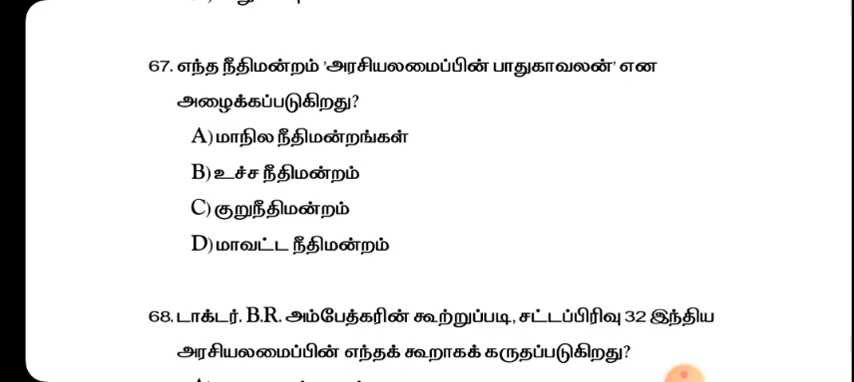 67. எந்த நீதிமன்றம் 'அரசியலமைப்பின் பாதுகாவலன்' என
அழைக்கப்படுகிறது?
A) மாநில நீதிமன்றங்கள்
B) உச்ச நீதிமன்றம்
C) குறுநீதிமன்றம்
D) மாவட்ட நீதிமன்றம்
68. டாக்டர். B.R. அம்பேத்கரின் கூற்றுப்படி, சட்டப்பிரிவு 32 இந்திய
அரசியலமைப்பின் எந்தக் கூறாகக் கருதப்படுகிறது?